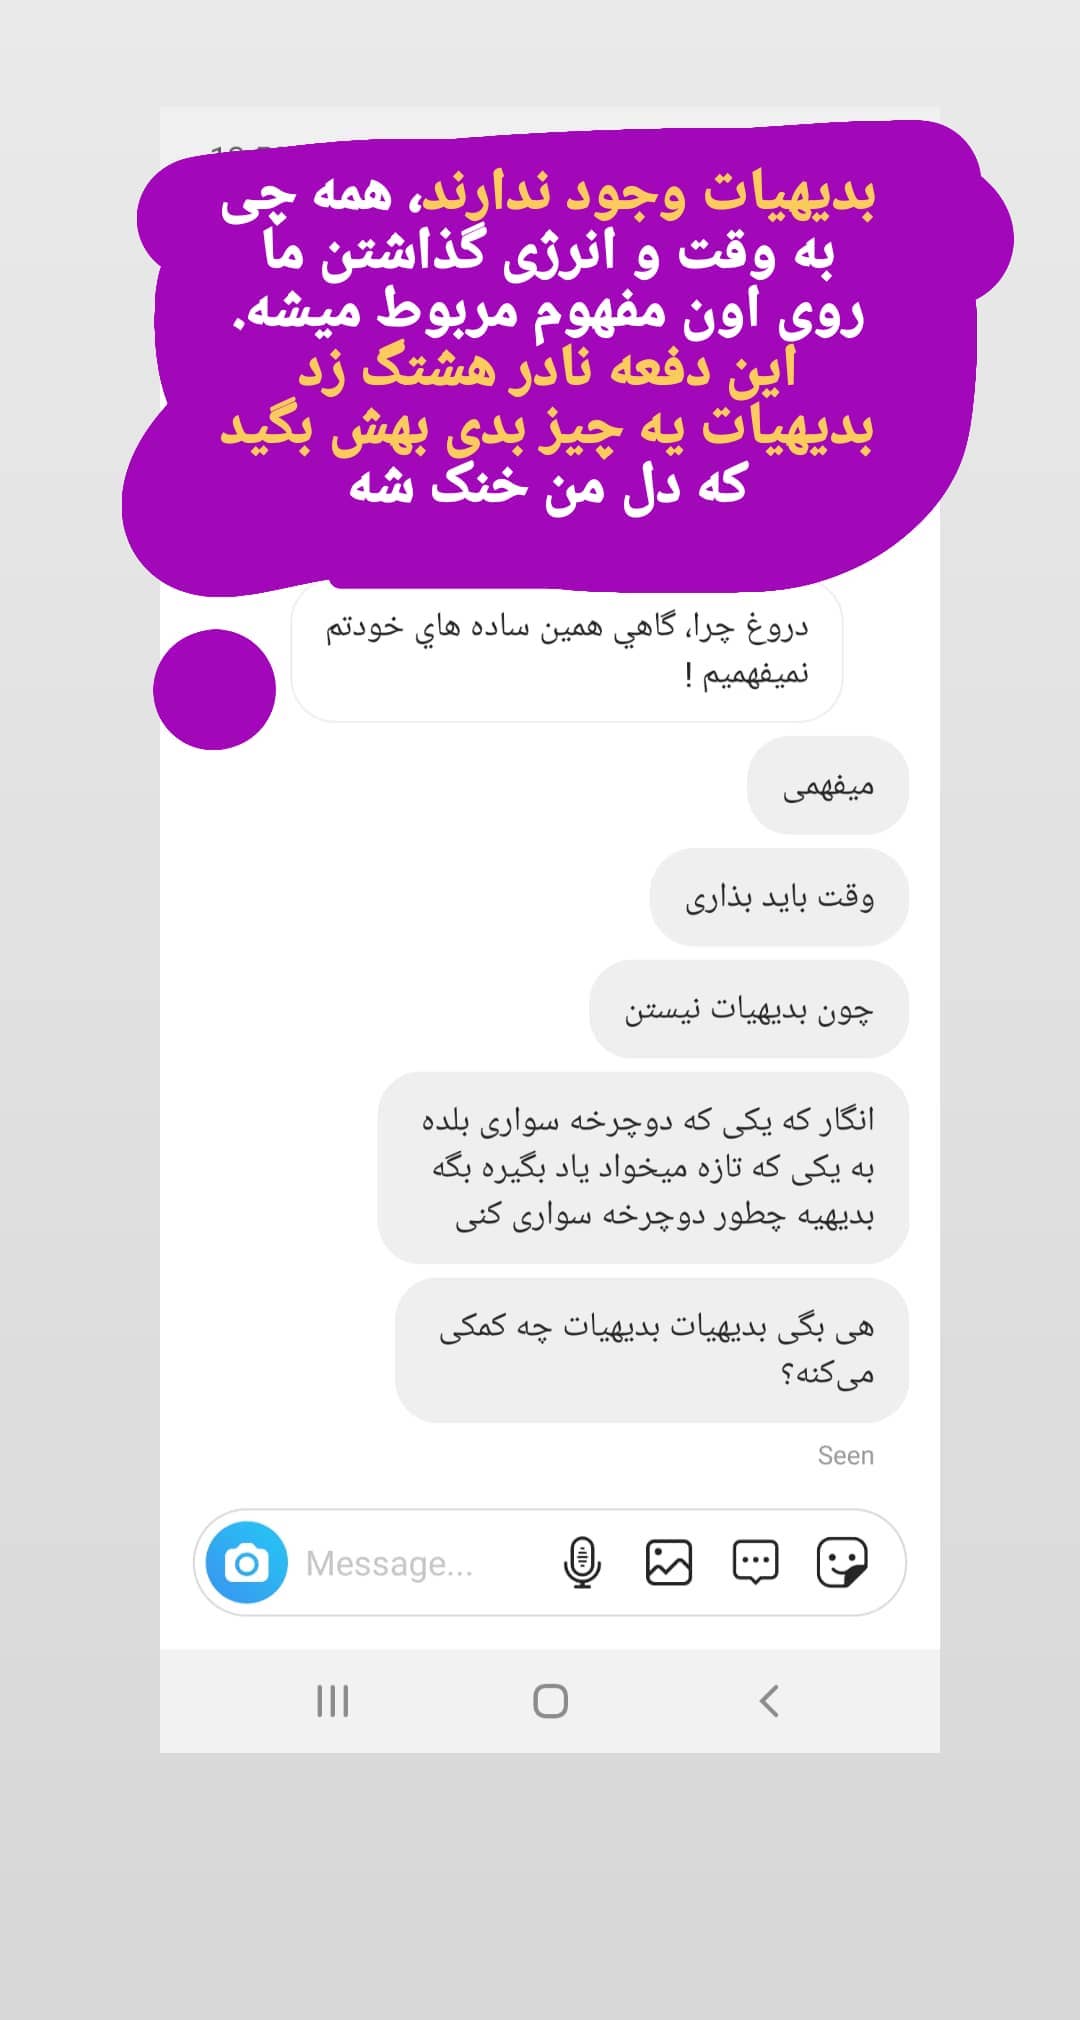 بدیهیات وجود ندارند، همه چی
به وقت و انرژی گذاشتن ما
روی اون مفهوم مربوط میشه.
این دفعه نادر هشتگ زد
بدیهیات یه چیز بدی بهش بگید
که دل من خنک شه
دروغ چرا، گاهي همین ساده هاي خودتم
نمیفهمیم !
میفهمی
وقت باید بذاری
چون بدیهیات نیستن
انگار که یکی که دوچرخه سواری بلده
به یکی که تازه میخواد یاد بگیره بگه
بدیهیه چطور دوچرخه سواری کنی
هی بگی بدیهیات بدیهیات چه کمکی
می‌کنه؟
Seen
Message...